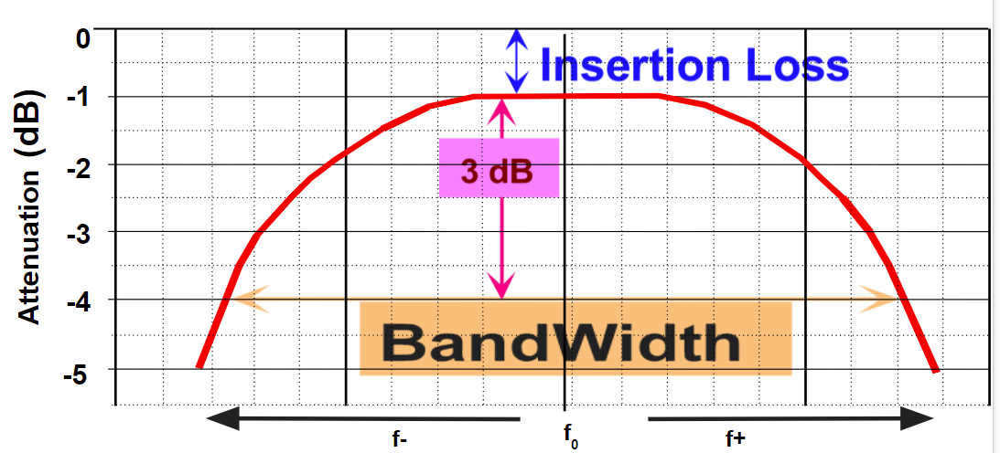 0
Insertion Loss
-1
-2
3 dB
-3
-4
BandWidth
-5
Attenuation (dB)
f-
f₀
f+